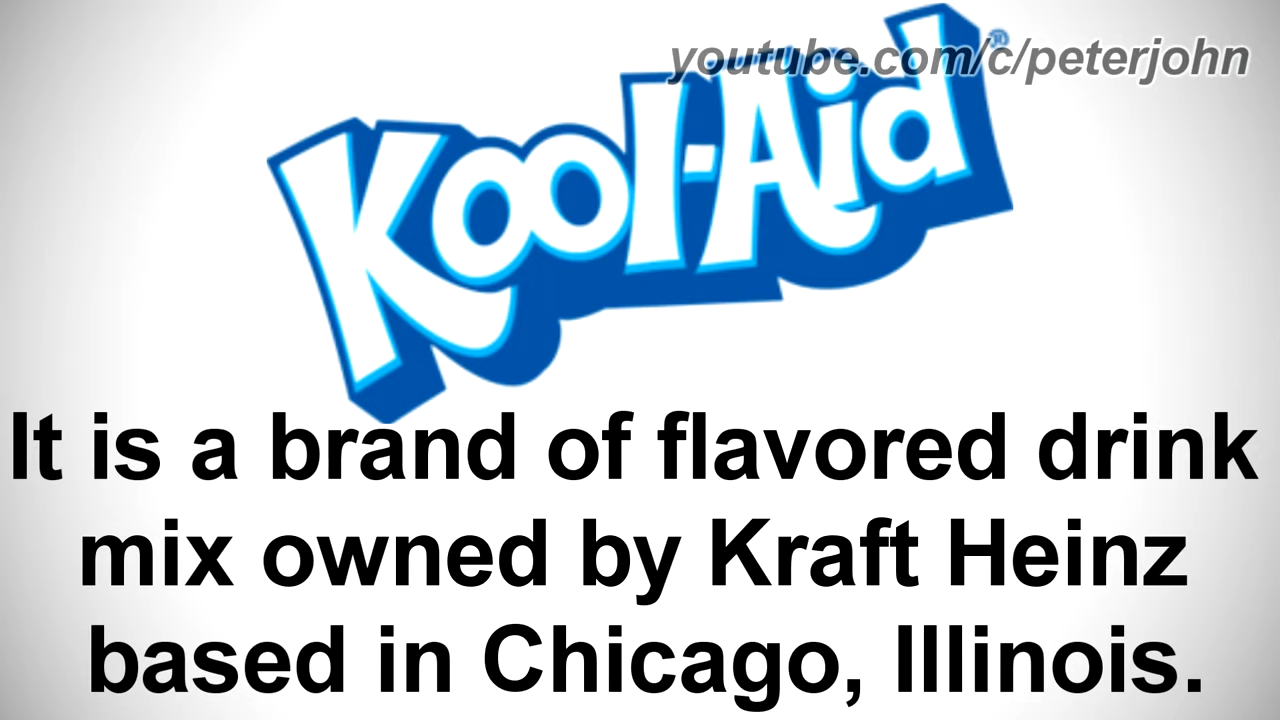 youtube.com/c/peterjohn
Kool-Aid®
It is a brand of flavored drink
mix owned by Kraft Heinz
based in Chicago, Illinois.